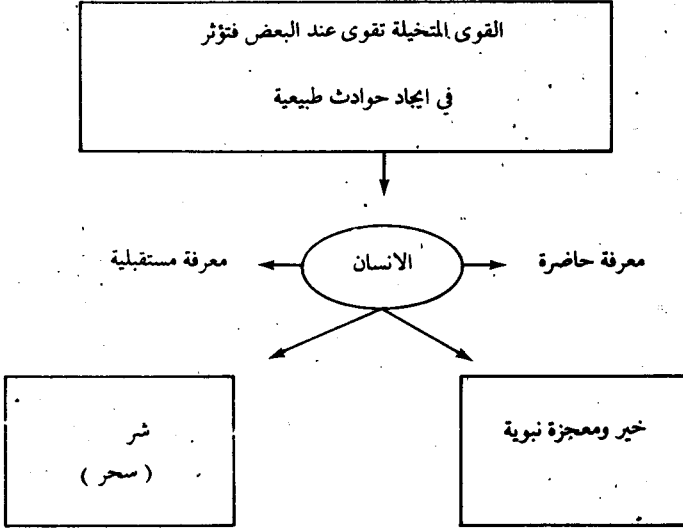 القوى المتخيلة تقوى عند البعض فتؤثر
في ايجاد حوادث طبيعية
معرفة حاضرة
الانسان
معرفة مستقبلية
خير ومعجزة نبوية
شر
( سحر )